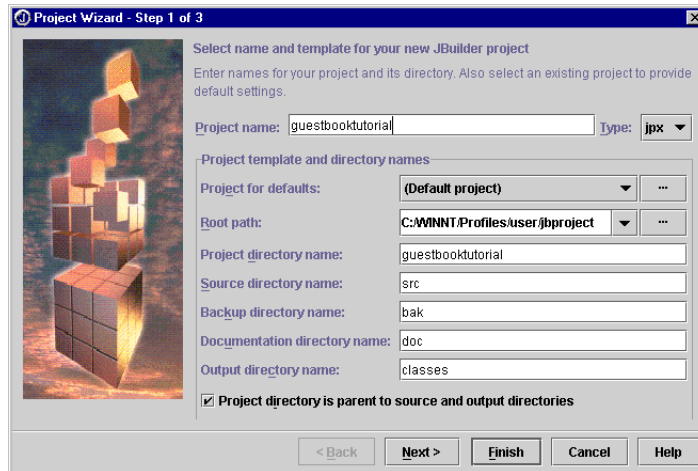 Project Wizard - Step 1 of 3
Select name and template for your new JBuilder project
Enter names for your project and its directory. Also select an existing project to provide
default settings.
Project name: guestbooktutorial Type: jpx
Project template and directory names
Project for defaults: (Default project) ...
Root path: C:/WINNT/Profiles/user/jbproject ...
Project directory name: guestbooktutorial
Source directory name: src
Backup directory name: bak
Documentation directory name: doc
Output directory name: classes
Project directory is parent to source and output directories
< Back Next > Finish Cancel Help